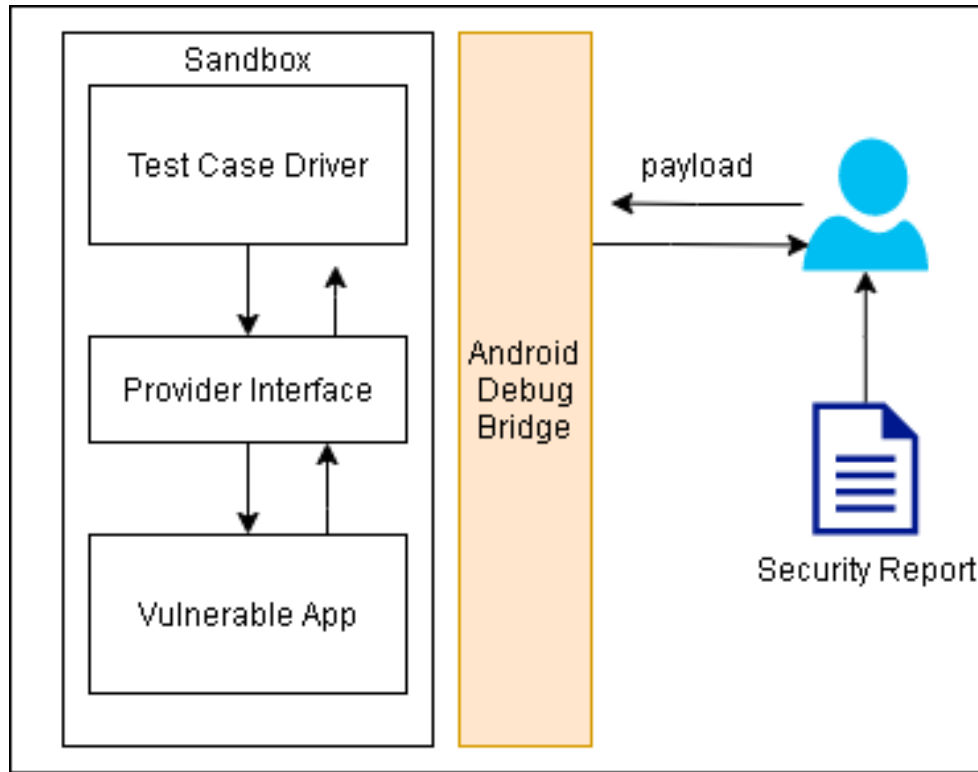 Sandbox
Test Case Driver
payload
Provider Interface
Android
Debug
Bridge
Security Report
Vulnerable App